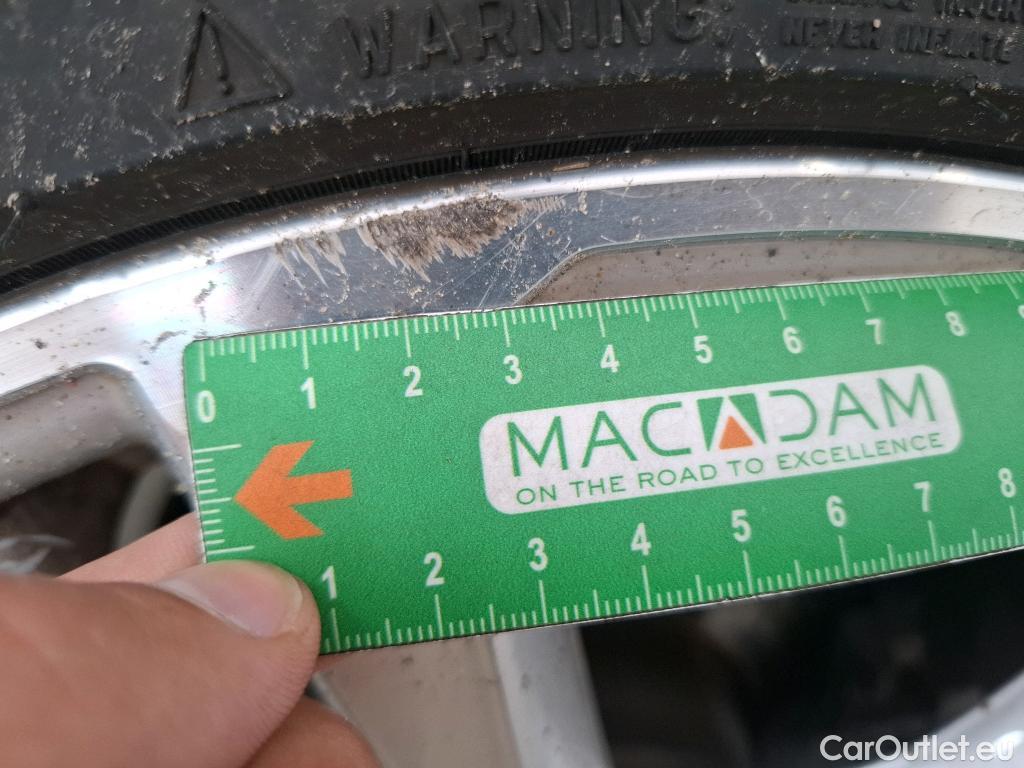 WARNING:
NEVER INFLATE
0 1 2 3 4 5 6 7 8 9
MACADAM
ON THE ROAD TO EXCELLENCE
1 2 3 4 5 6 7 8
CarOutlet.eu